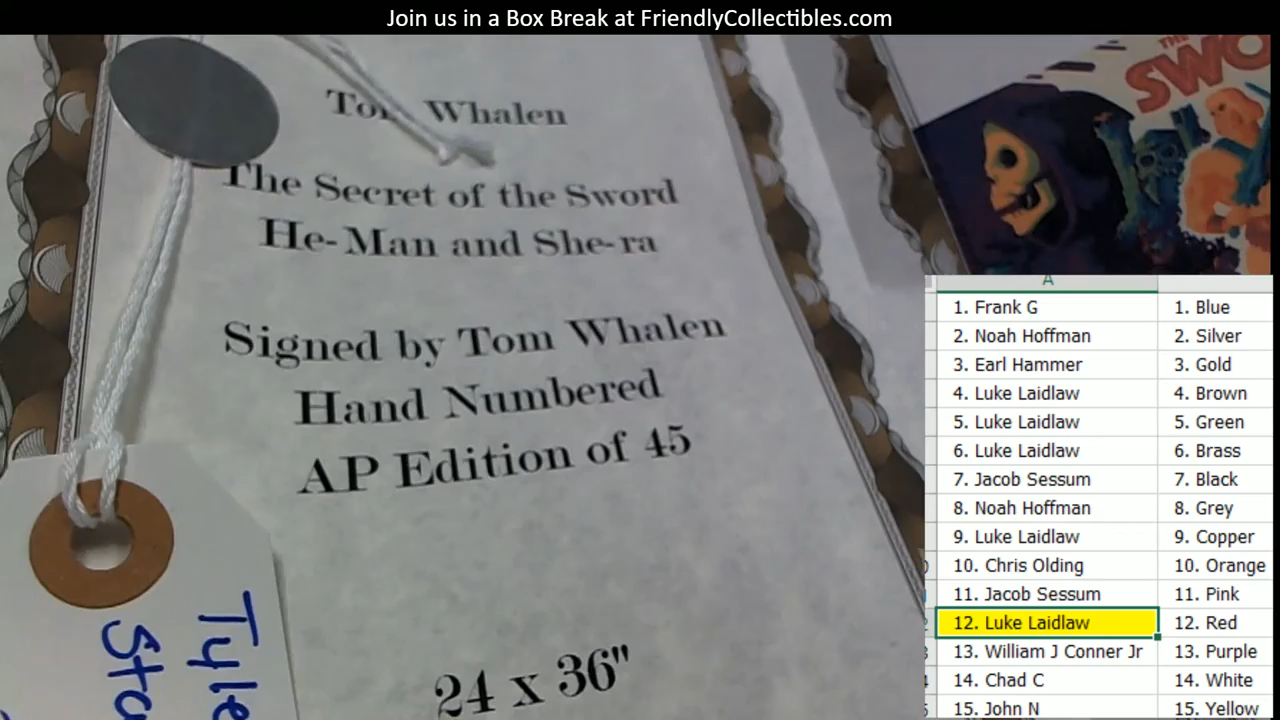 Join us in a Box Break at FriendlyCollectibles.com
Whalen
The Secret of the Sword
He-Man and She-ra
Signed by Tom Whalen
Hand Numbered
AP Edition of 45
24 x 36"
THE
SWO
A
1. Frank G 1. Blue
2. Noah Hoffman 2. Silver
3. Earl Hammer 3. Gold
4. Luke Laidlaw 4. Brown
5. Luke Laidlaw 5. Green
6. Luke Laidlaw 6. Brass
7. Jacob Sessum 7. Black
8. Noah Hoffman 8. Grey
9. Luke Laidlaw 9. Copper
10. Chris Olding 10. Orange
11. Jacob Sessum 11. Pink
12. Luke Laidlaw 12. Red
13. William J Conner Jr 13. Purple
14. Chad C 14. White
15. John N 15. Yellow
Tyle
Sta